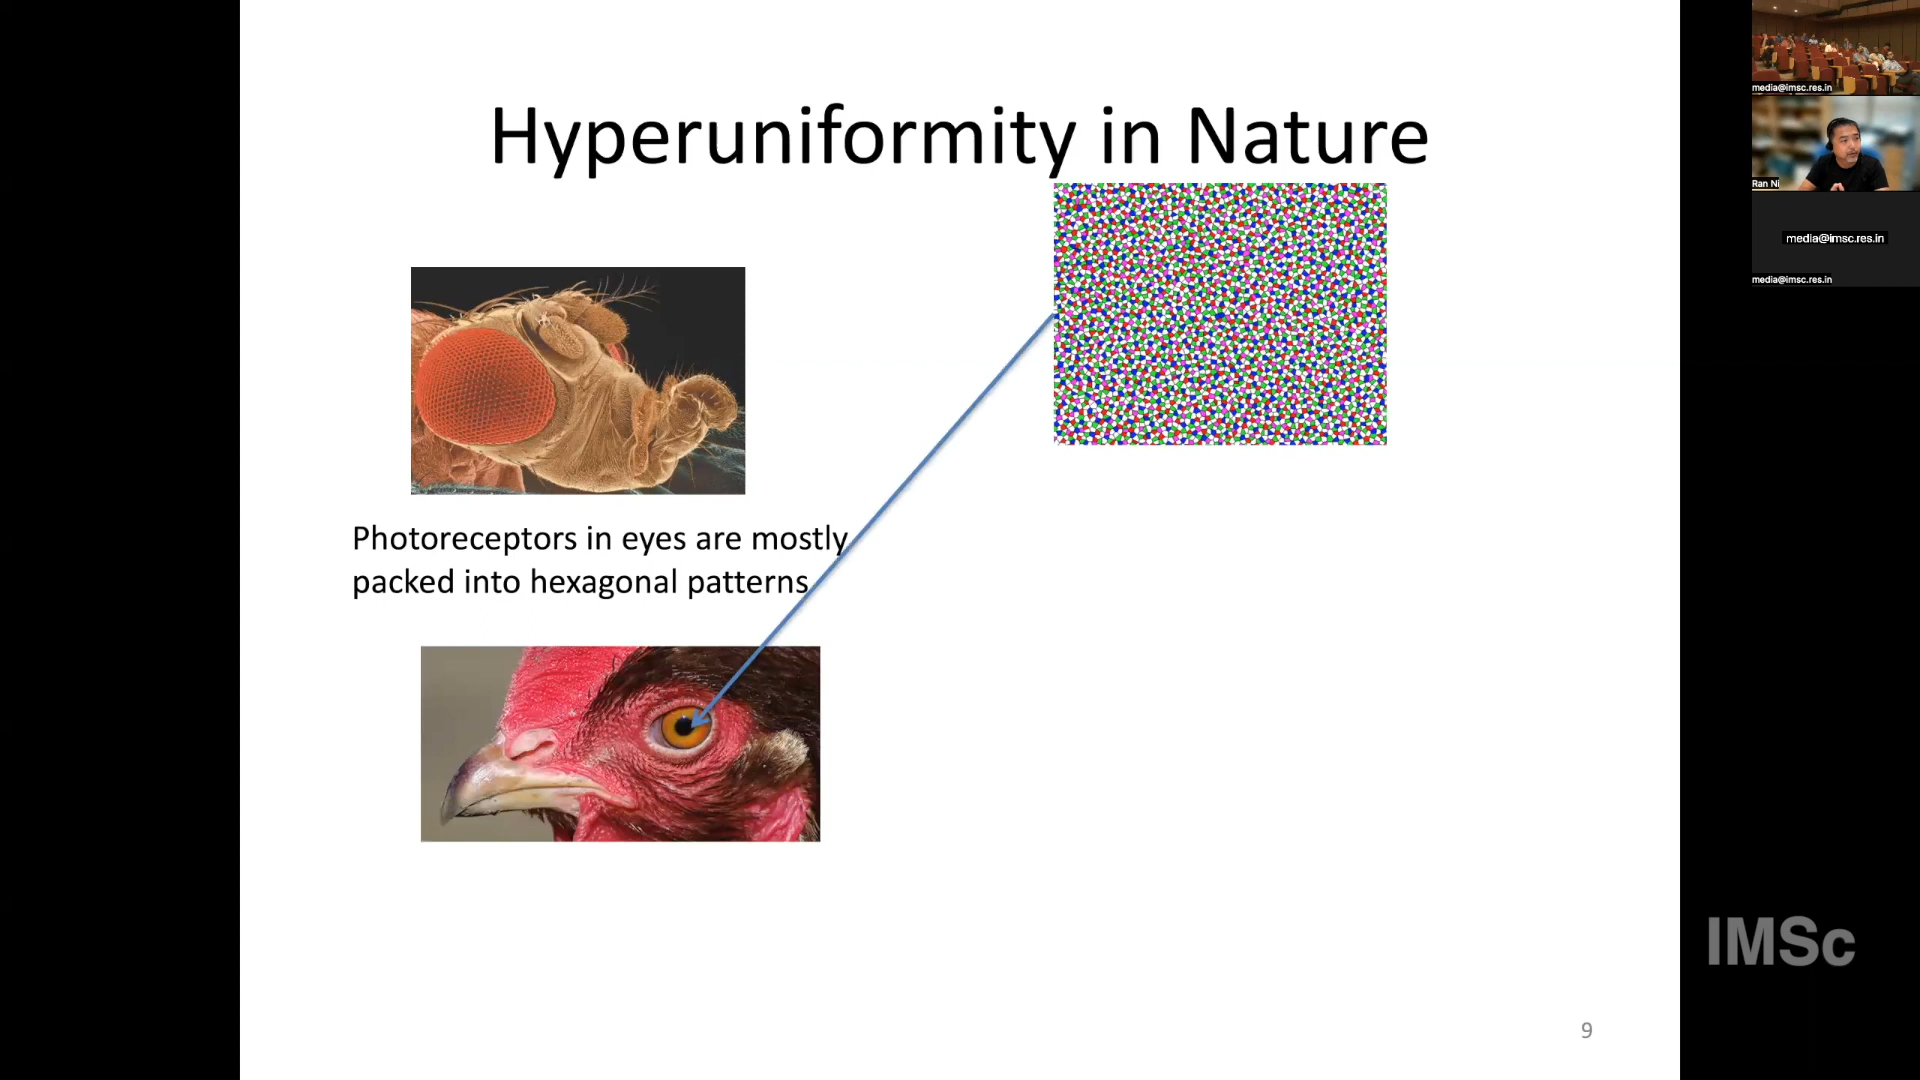 Hyperuniformity in Nature
Photoreceptors in eyes are mostly
packed into hexagonal patterns
9
media@imsc.res.in
Ran Ni
media@imsc.res.in
media@imsc.res.in
IMSc